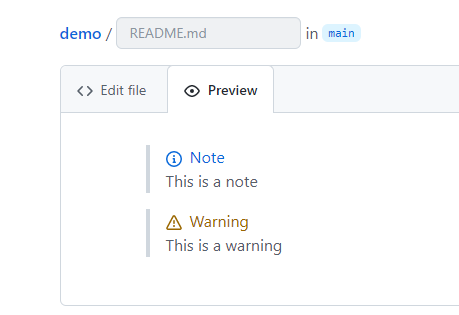 demo / README.md in main
<> Edit file Preview
Note
This is a note
Warning
This is a warning